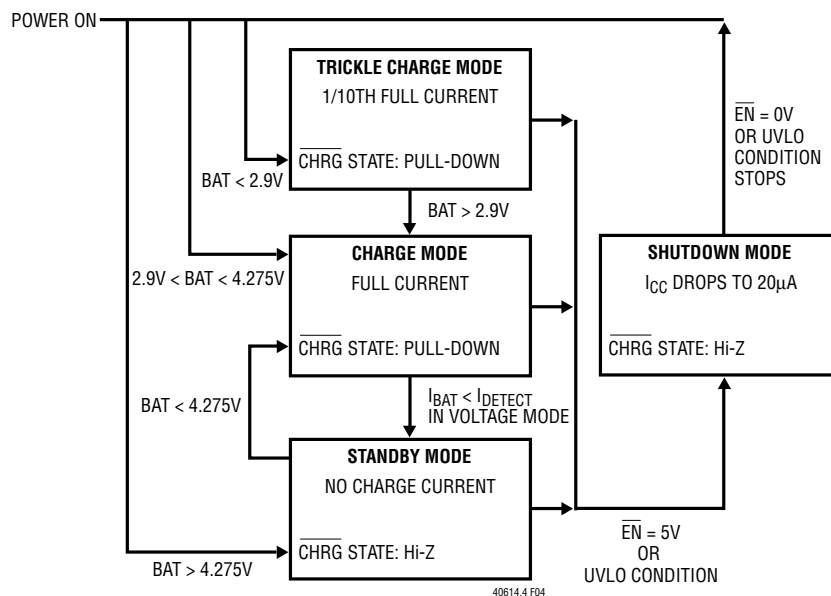 POWER ON
TRICKLE CHARGE MODE
1/10TH FULL CURRENT
CHRG STATE: PULL-DOWN
BAT < 2.9V
BAT > 2.9V
CHARGE MODE
FULL CURRENT
CHRG STATE: PULL-DOWN
2.9V < BAT < 4.275V
BAT < 4.275V
IBAT < IDETECT
IN VOLTAGE MODE
STANDBY MODE
NO CHARGE CURRENT
CHRG STATE: Hi-Z
BAT > 4.275V
EN = 0V
OR UVLO
CONDITION
STOPS
SHUTDOWN MODE
ICC DROPS TO 20µA
CHRG STATE: Hi-Z
EN = 5V
OR
UVLO CONDITION
40614.4 F04